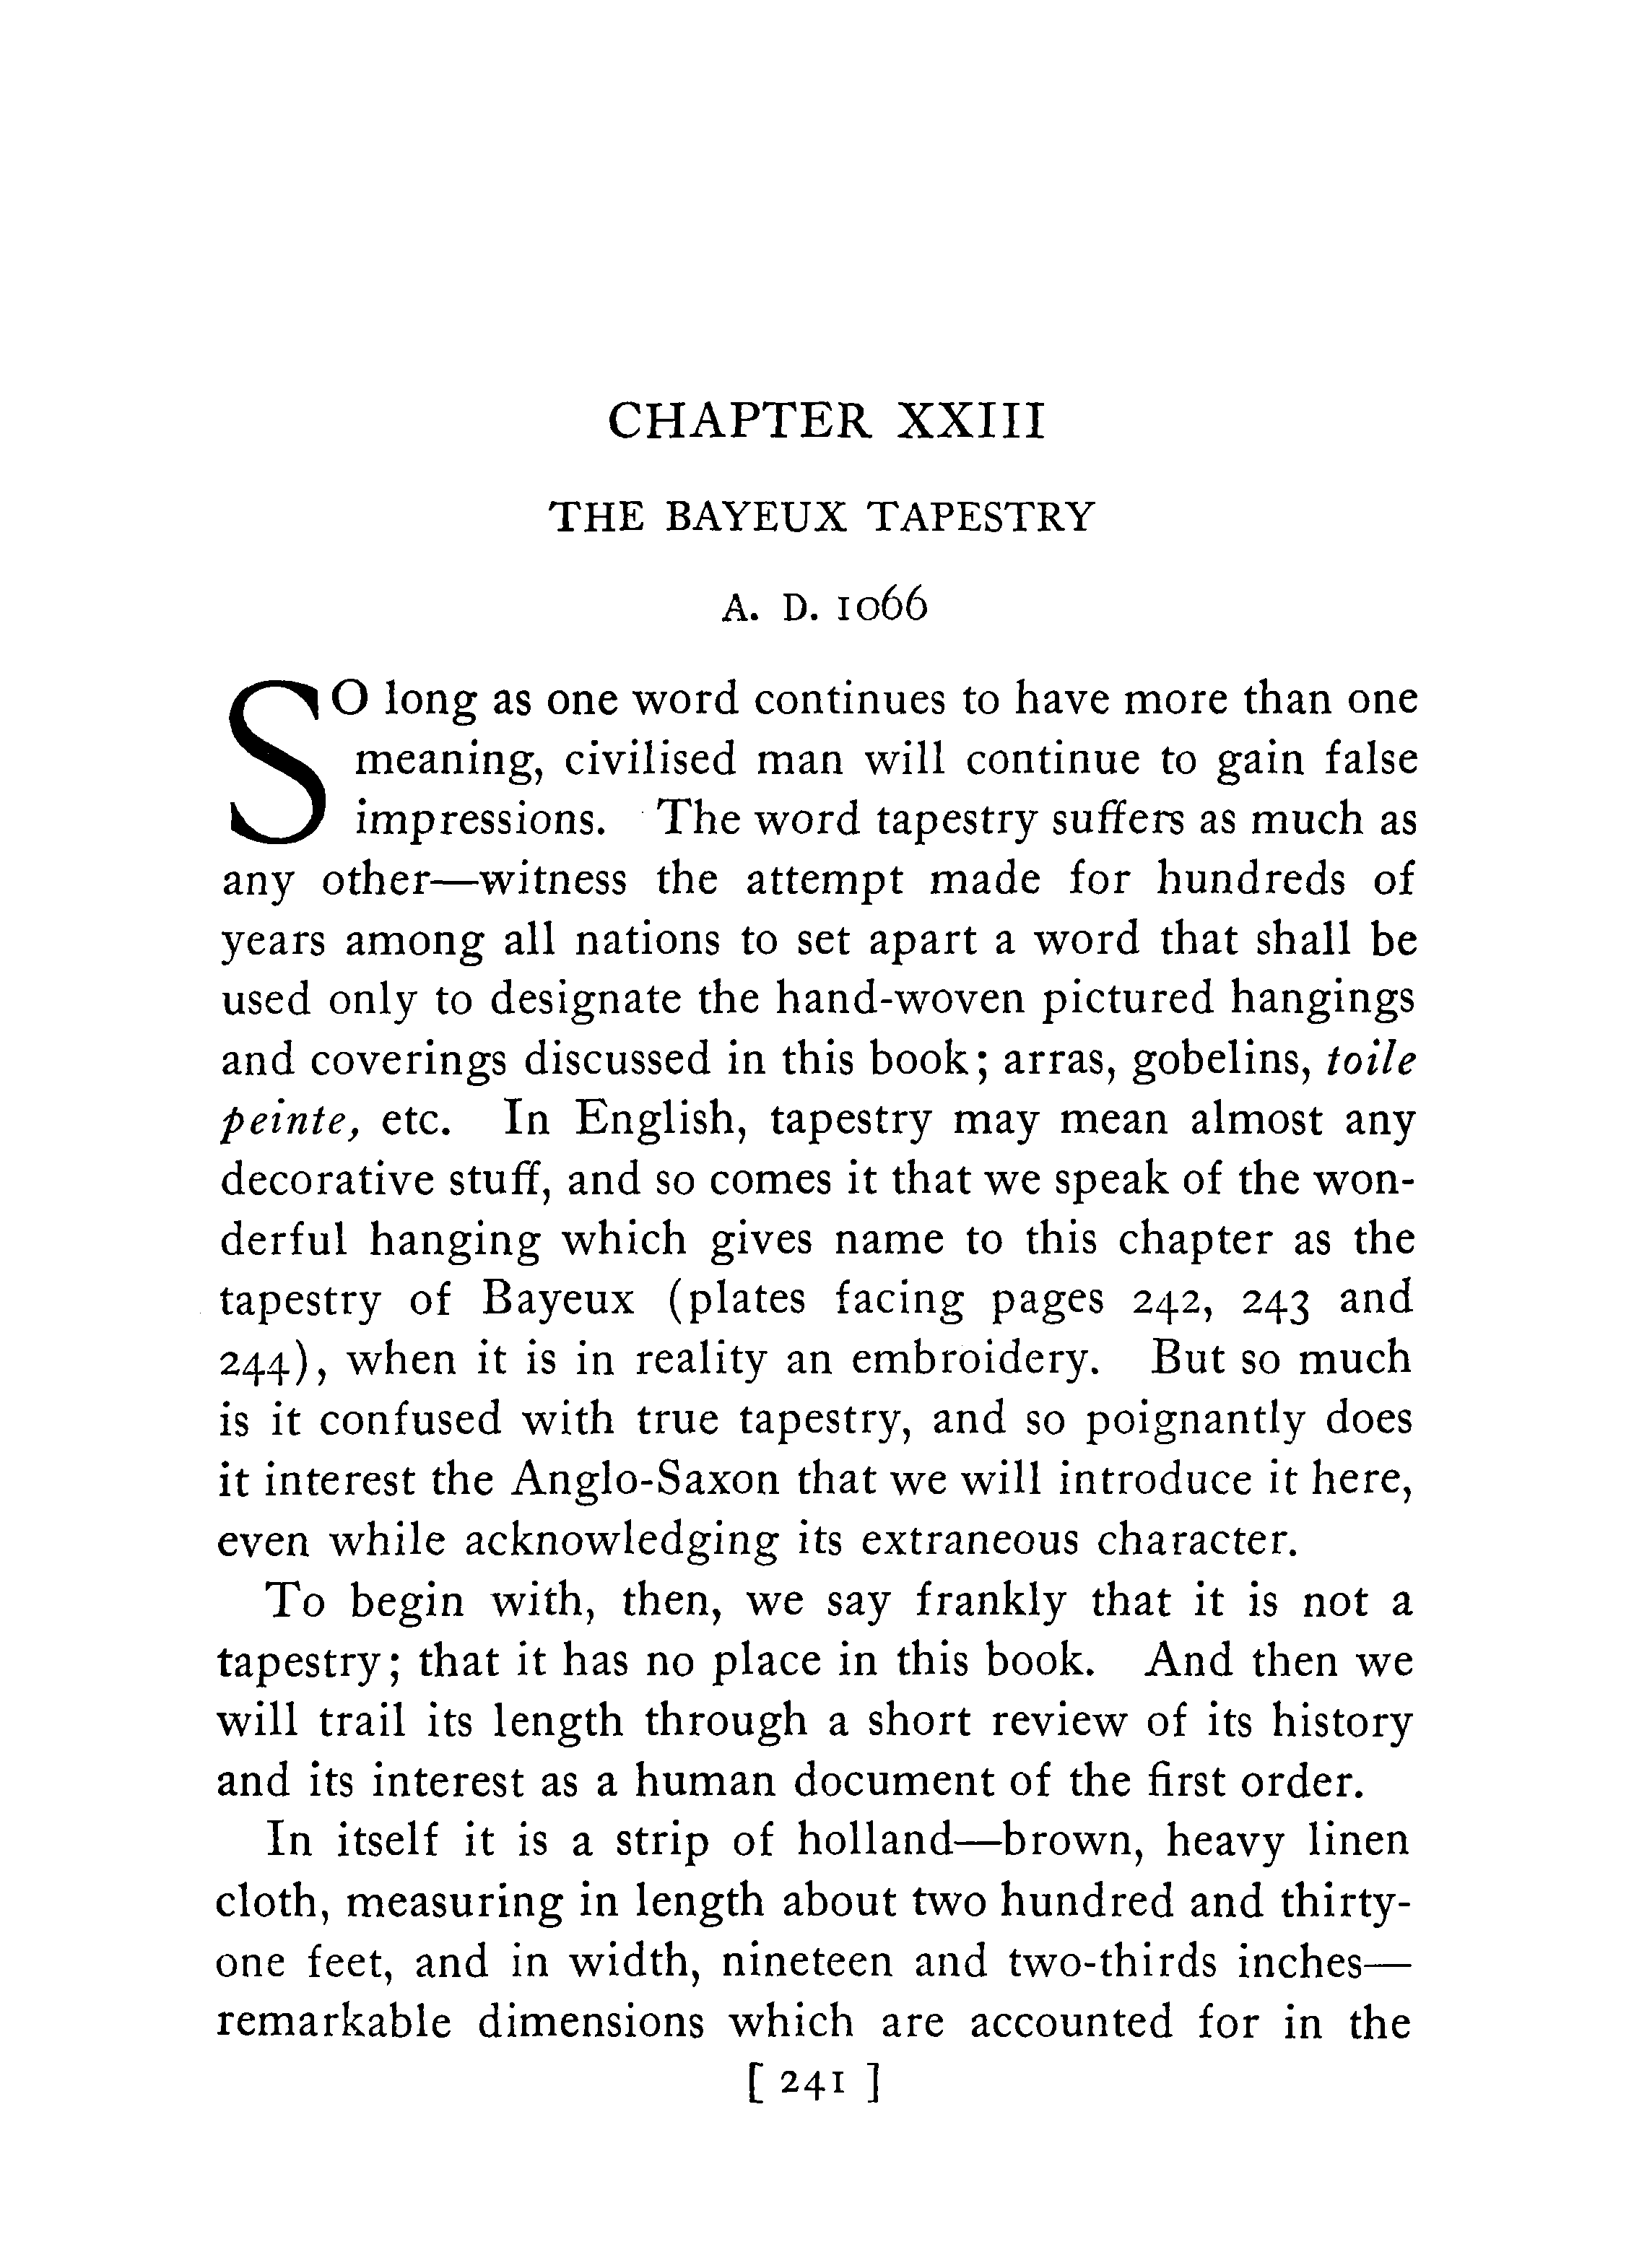 CHAPTER XXIII
THE BAYEUX TAPESTRY
A. D. 1066
SO long as one word continues to have more than one
meaning, civilised man will continue to gain false
impressions. The word tapestry suffers as much as
any other—witness the attempt made for hundreds of
years among all nations to set apart a word that shall be
used only to designate the hand-woven pictured hangings
and coverings discussed in this book; arras, gobelins, toile
peinte, etc. In English, tapestry may mean almost any
decorative stuff, and so comes it that we speak of the won-
derful hanging which gives name to this chapter as the
tapestry of Bayeux (plates facing pages 242, 243 and
244), when it is in reality an embroidery. But so much
is it confused with true tapestry, and so poignantly does
it interest the Anglo-Saxon that we will introduce it here,
even while acknowledging its extraneous character.
To begin with, then, we say frankly that it is not a
tapestry; that it has no place in this book. And then we
will trail its length through a short review of its history
and its interest as a human document of the first order.
In itself it is a strip of holland—brown, heavy linen
cloth, measuring in length about two hundred and thirty-
one feet, and in width, nineteen and two-thirds inches—
remarkable dimensions which are accounted for in the
[ 241 ]